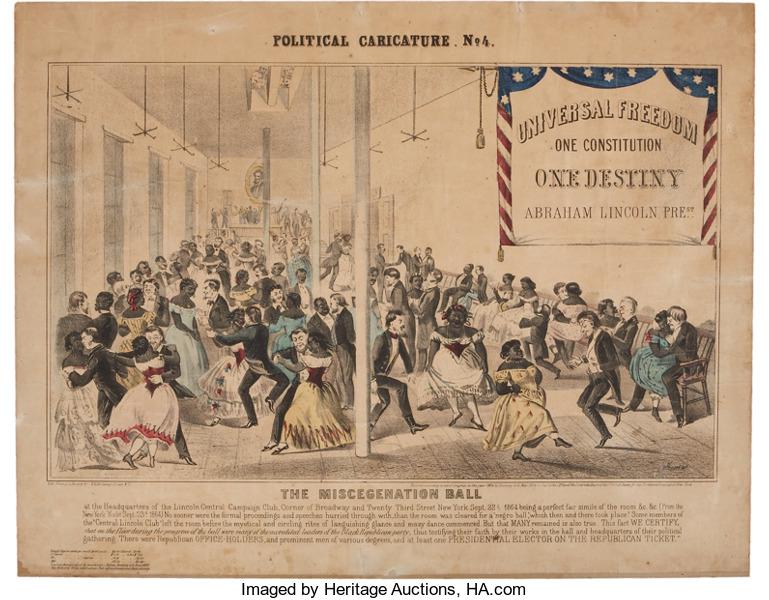 POLITICAL CARICATURE. No 4.
UNIVERSAL FREEDOM
ONE CONSTITUTION
ONE DESTINY
ABRAHAM LINCOLN PREST.
THE MISCEGENATION BALL
at the Headquarters of the Lincoln Central Campaign Club, Corner of Broadway and Twenty Third Street New York Sept. 22d. 1864 being a perfect fac simile of the room &c. &c. (From the
New York World Sept. 23d. 1864) No sooner were the formal proceedings and speeches hurried through with, than the room was cleared for a "negro ball," which then and there took place! Some members of
the "Central Lincoln Club" left the room before the mystical and circling rites of languishing glance and mazy dance commenced. But that MANY remained is also true. This fact WE CERTIFY,
that on the floor during the progress of the ball were many of the accredited leaders of the Black Republican party, thus testifying their faith by their works in the hall and headquarters of their political
gathering. There were Republican OFFICE-HOLDERS, and prominent men of various degrees, and at least one PRESIDENTIAL ELECTOR ON THE REPUBLICAN TICKET."
Imaged by Heritage Auctions, HA.com